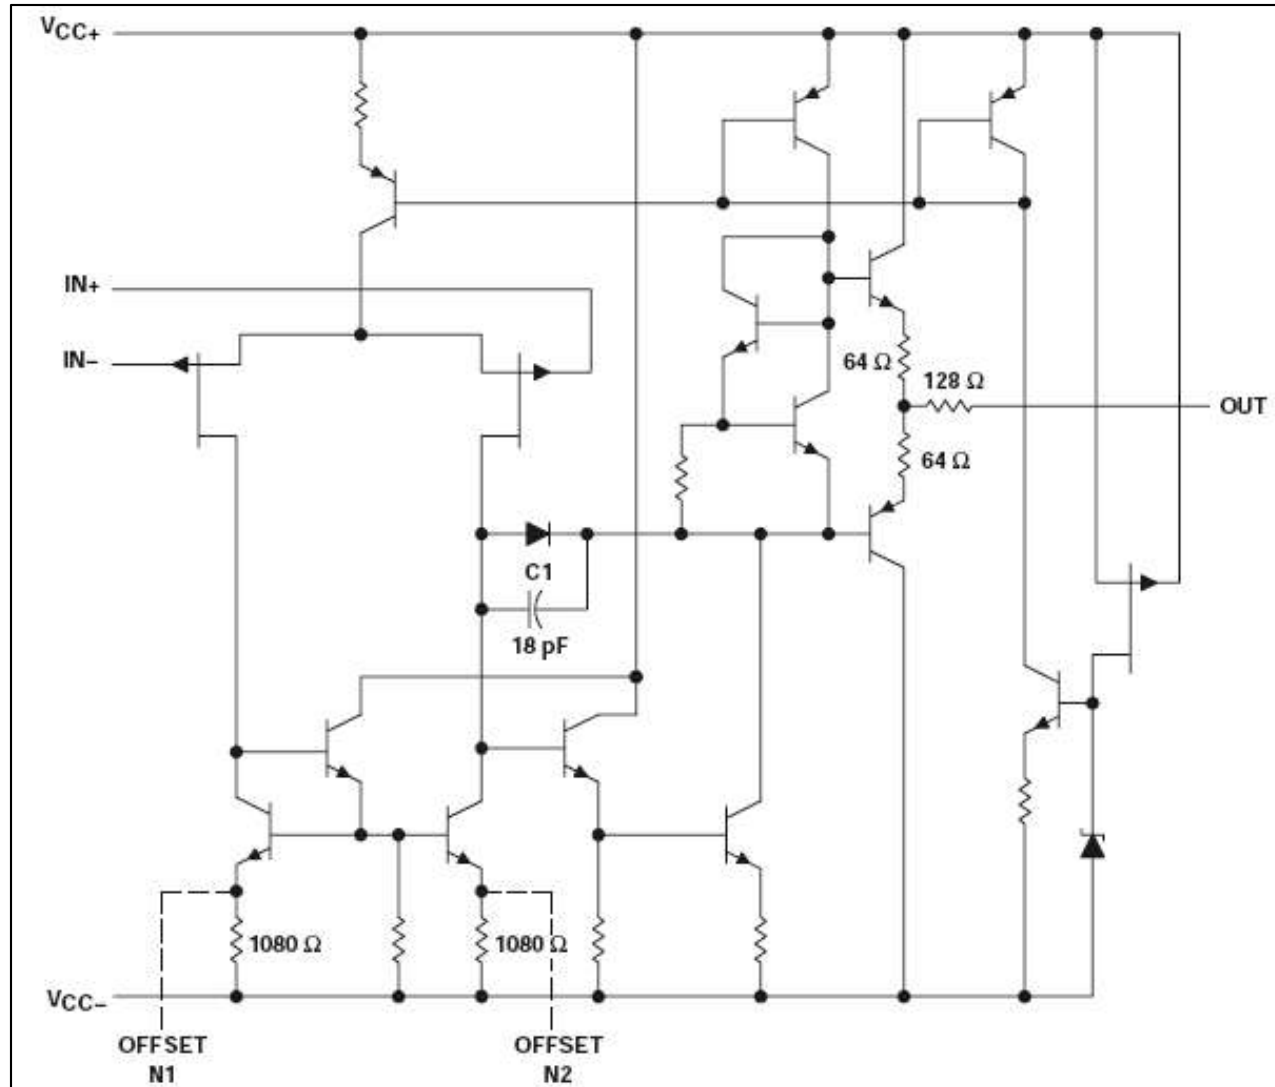 VCC+
IN+
IN−
64 Ω
128 Ω
OUT
64 Ω
C1
18 pF
1080 Ω
1080 Ω
VCC−
OFFSET
N1
OFFSET
N2